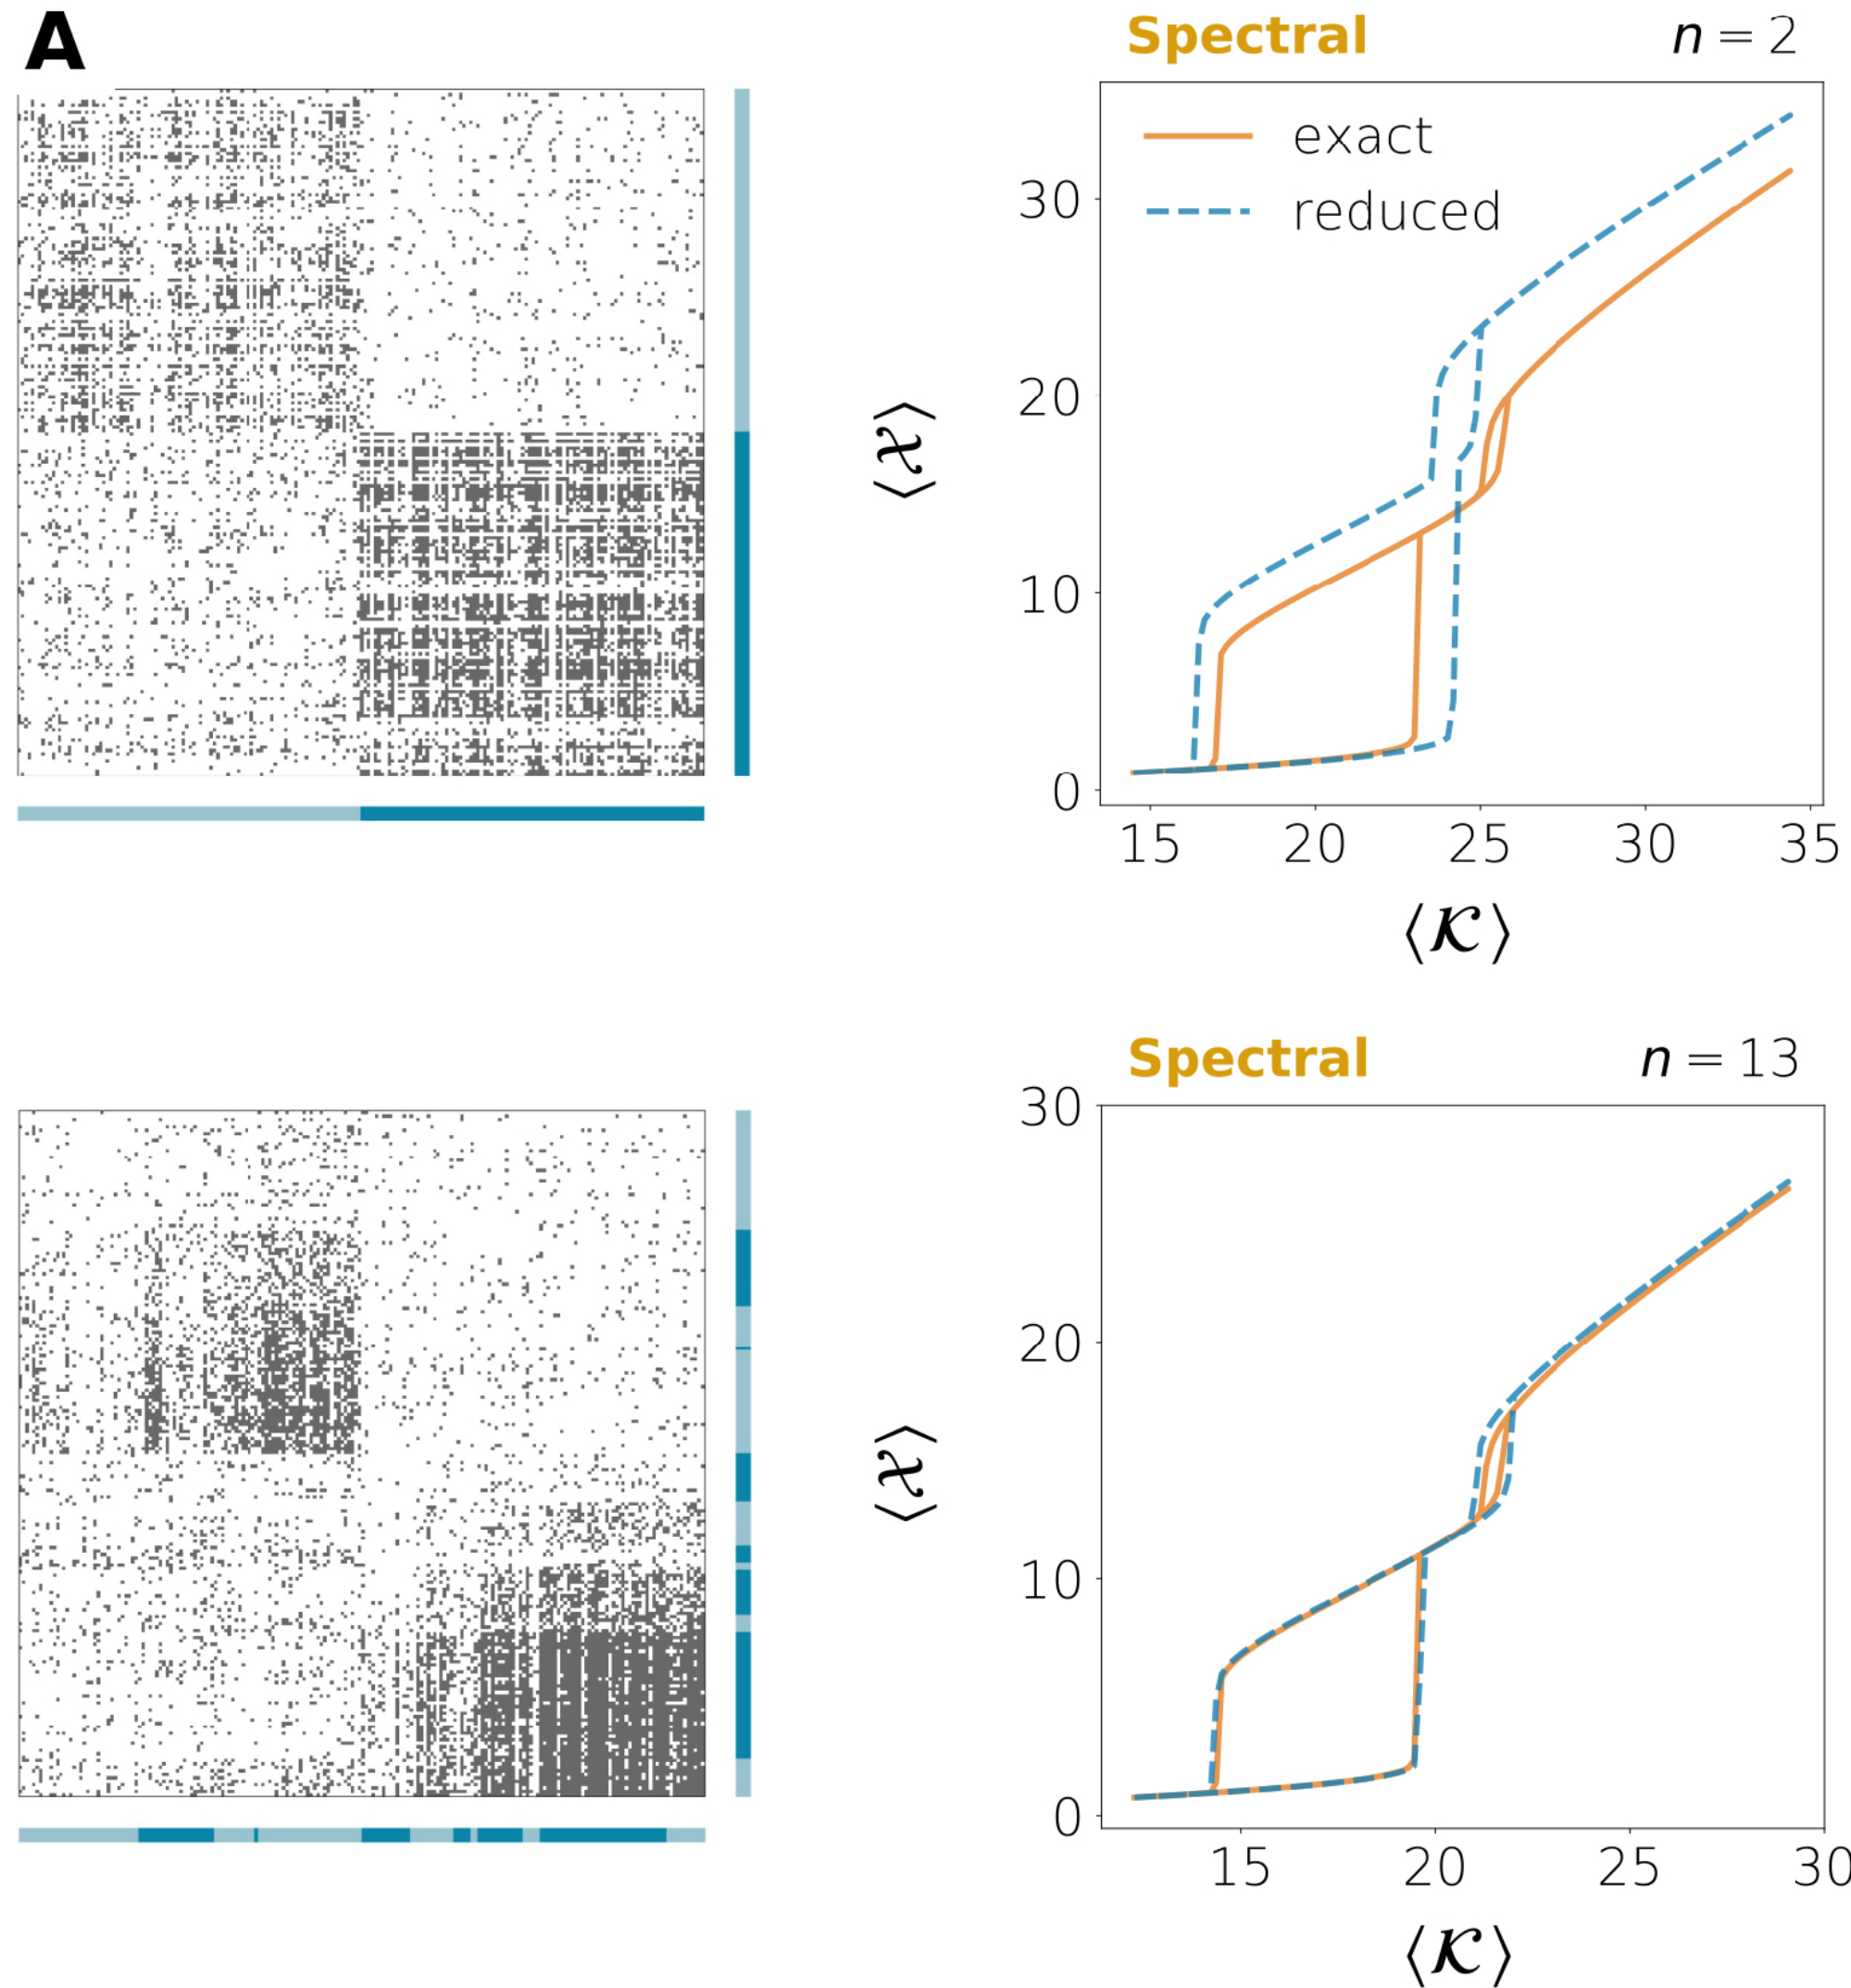 A
Spectral n = 2
exact
reduced
30
20
10
0
⟨𝒳⟩
15 20 25 30 35
⟨𝒦⟩
Spectral n = 13
30
20
10
0
⟨𝒳⟩
15 20 25 30
⟨𝒦⟩